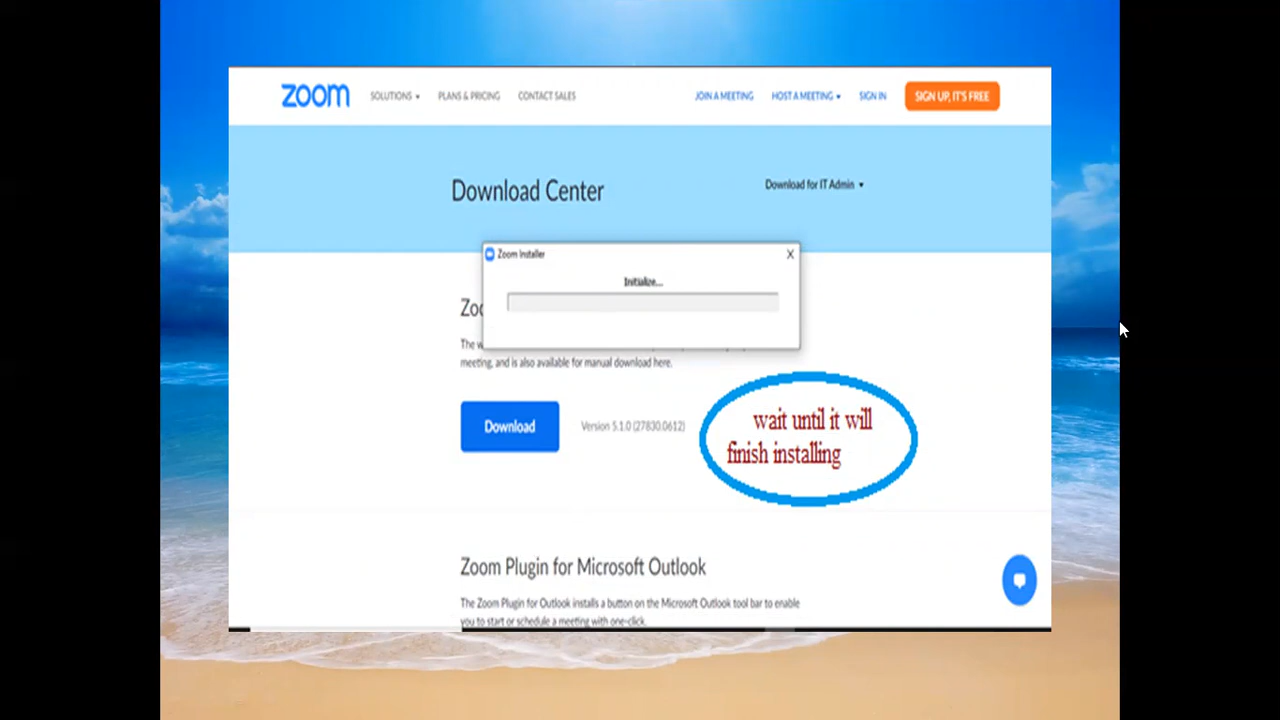 zoom
SOLUTIONS
PLANS & PRICING
CONTACT SALES
JOIN A MEETING
HOST A MEETING
SIGN IN
SIGN UP, IT'S FREE
Download Center
Download for IT Admin
Zoom Installer
Initialize...
Zoo
The w
meeting, and is also available for manual download here.
Download
Version 5.1.0 (27830.0612)
wait until it will
finish installing
Zoom Plugin for Microsoft Outlook
The Zoom Plugin for Outlook installs a button on the Microsoft Outlook tool bar to enable
you to start or schedule a meeting with one-click.